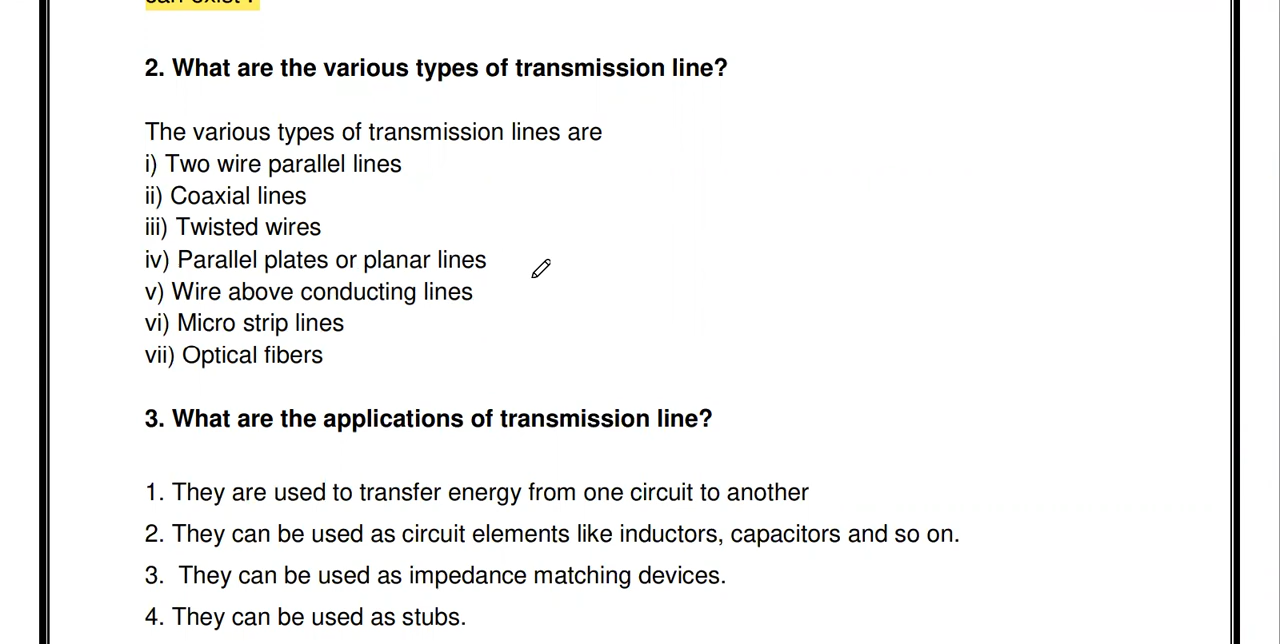 can exist ?
2. What are the various types of transmission line?
The various types of transmission lines are
i) Two wire parallel lines
ii) Coaxial lines
iii) Twisted wires
iv) Parallel plates or planar lines
v) Wire above conducting lines
vi) Micro strip lines
vii) Optical fibers
3. What are the applications of transmission line?
1. They are used to transfer energy from one circuit to another
2. They can be used as circuit elements like inductors, capacitors and so on.
3.  They can be used as impedance matching devices.
4. They can be used as stubs.